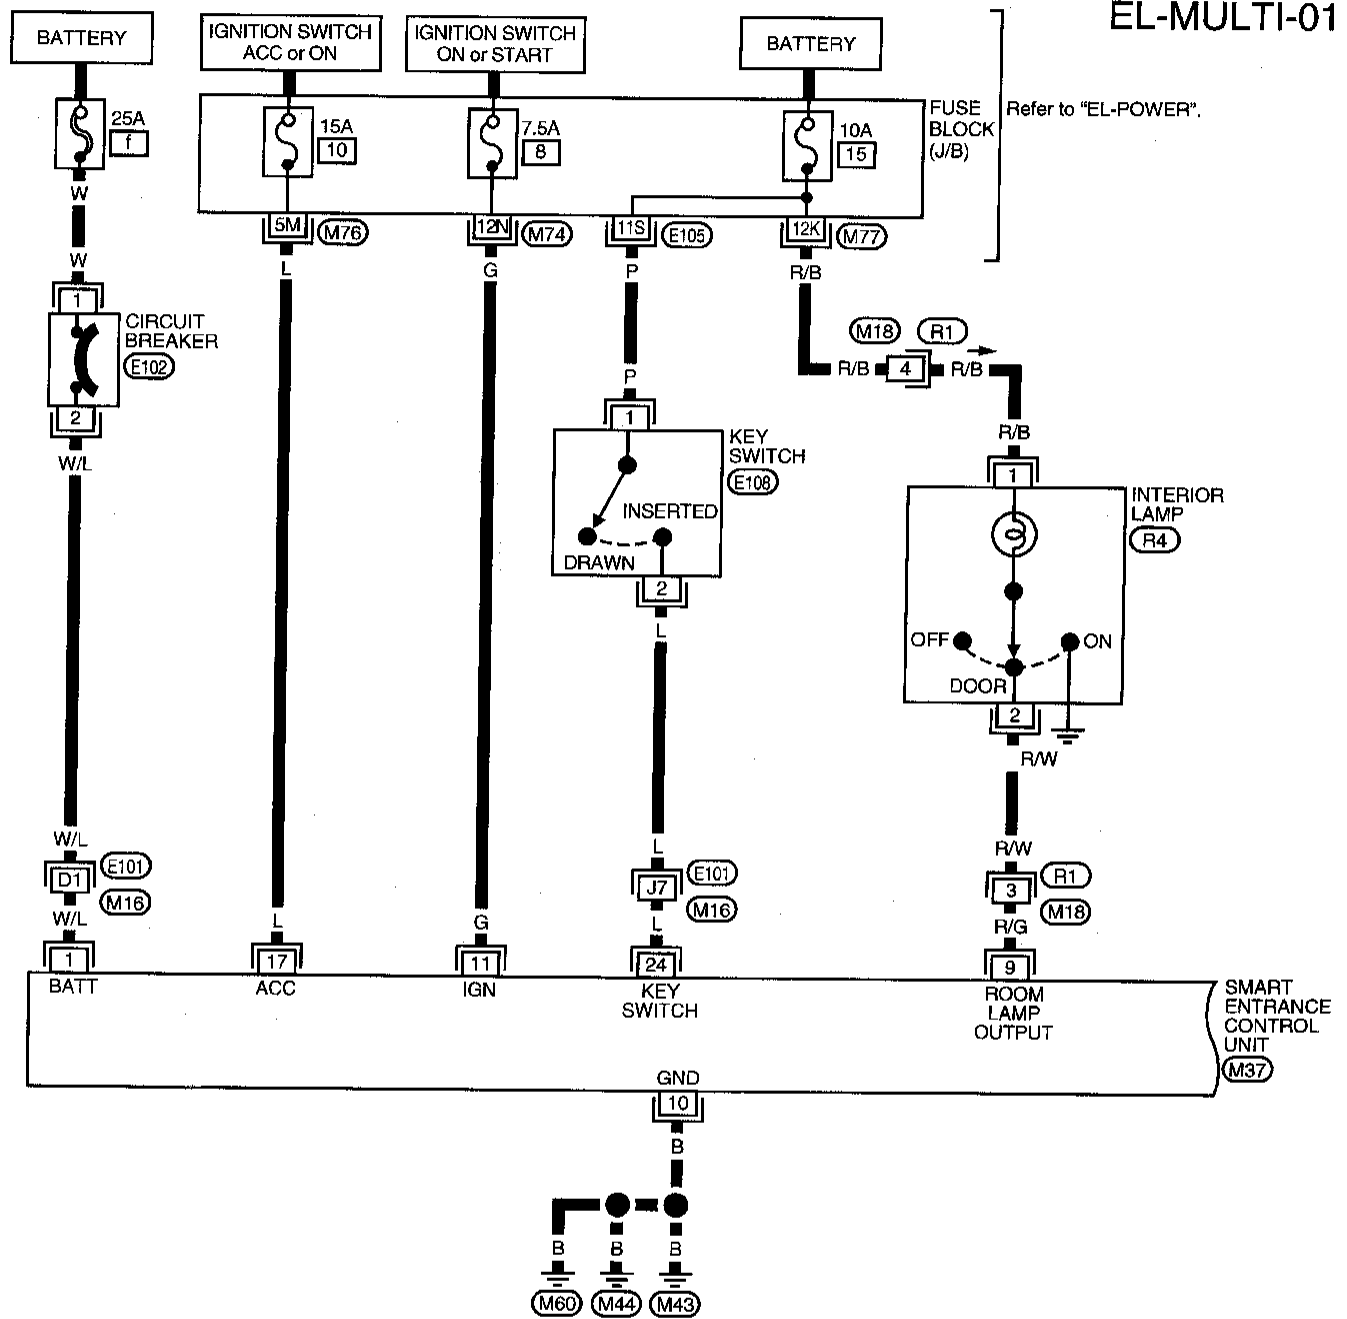 EL-MULTI-01
BATTERY
IGNITION SWITCH
ACC or ON
IGNITION SWITCH
ON or START
BATTERY
25A
f
15A
10
7.5A
8
10A
15
FUSE
BLOCK
(J/B)
Refer to "EL-POWER".
W
5M
M76
12N
M74
11S
E105
12K
M77
W
L
G
P
R/B
1
CIRCUIT
BREAKER
E102
2
W/L
M18
R1
R/B
4
R/B
P
1
KEY
SWITCH
E108
INSERTED
DRAWN
2
L
R/B
1
INTERIOR
LAMP
R4
OFF
ON
DOOR
2
R/W
W/L
D1
E101
M16
W/L
L
G
L
J7
E101
M16
L
R/W
3
R1
M18
R/G
1
17
11
24
9
BATT
ACC
IGN
KEY
SWITCH
ROOM
LAMP
OUTPUT
SMART
ENTRANCE
CONTROL
UNIT
M37
GND
10
B
B
B
B
M60
M44
M43